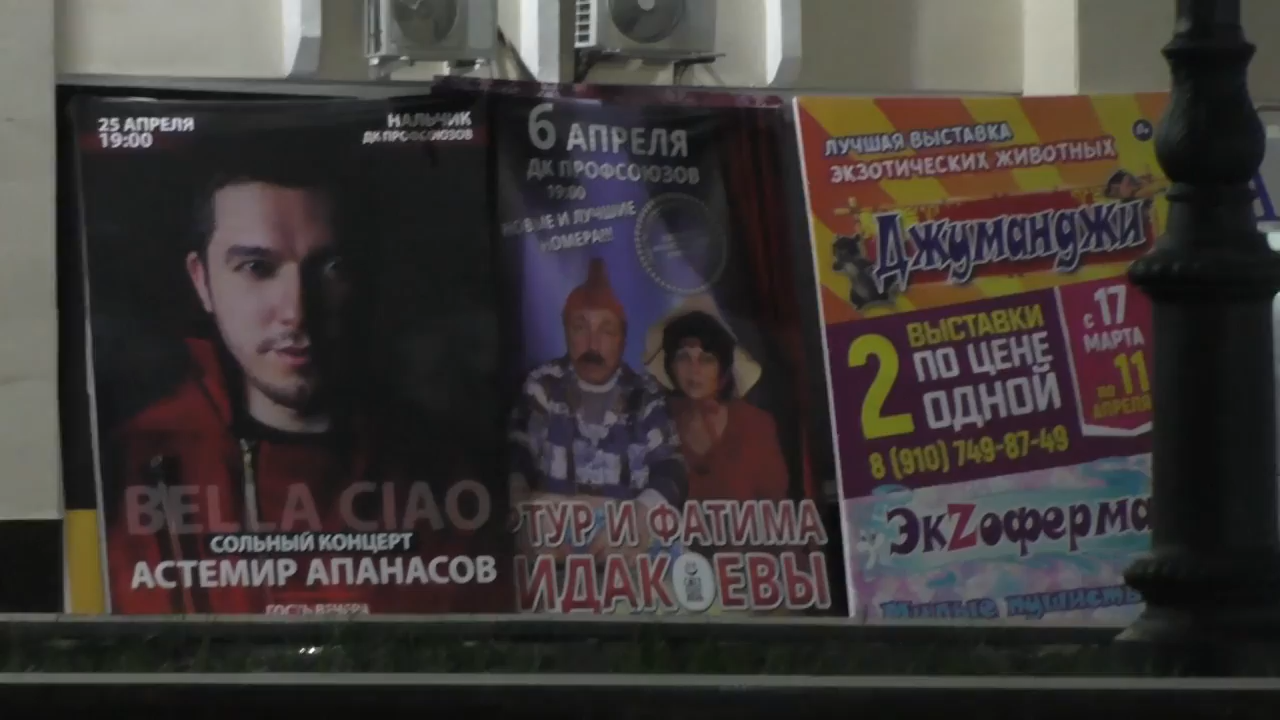 25 АПРЕЛЯ
19:00
НАЛЬЧИК
ДК ПРОФСОЮЗОВ
BELLA CIAO
СОЛЬНЫЙ КОНЦЕРТ
АСТЕМИР АПАНАСОВ
ГОСТЬ ВЕЧЕРА
6 АПРЕЛЯ
ДК ПРОФСОЮЗОВ
19:00
НОВЫЕ И ЛУЧШИЕ
НОМЕРА!!!
РТУР И ФАТИМА
ИДАКОЕВЫ
ЛУЧШАЯ ВЫСТАВКА
ЭКЗОТИЧЕСКИХ ЖИВОТНЫХ
Джуманджи
2 ВЫСТАВКИ
ПО ЦЕНЕ
ОДНОЙ
с 17
МАРТА
по 11
АПРЕЛЯ
8 (910) 749-87-49
ЭкZоферма
Милые